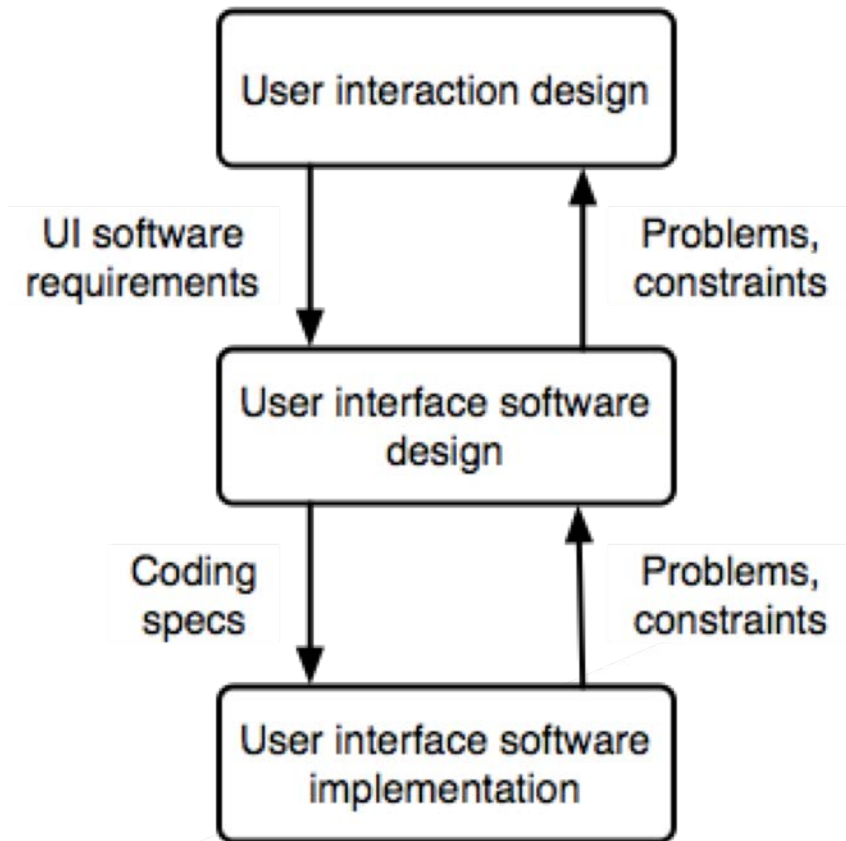 User interaction design
UI software
requirements
Problems,
constraints
User interface software
design
Coding
specs
Problems,
constraints
User interface software
implementation